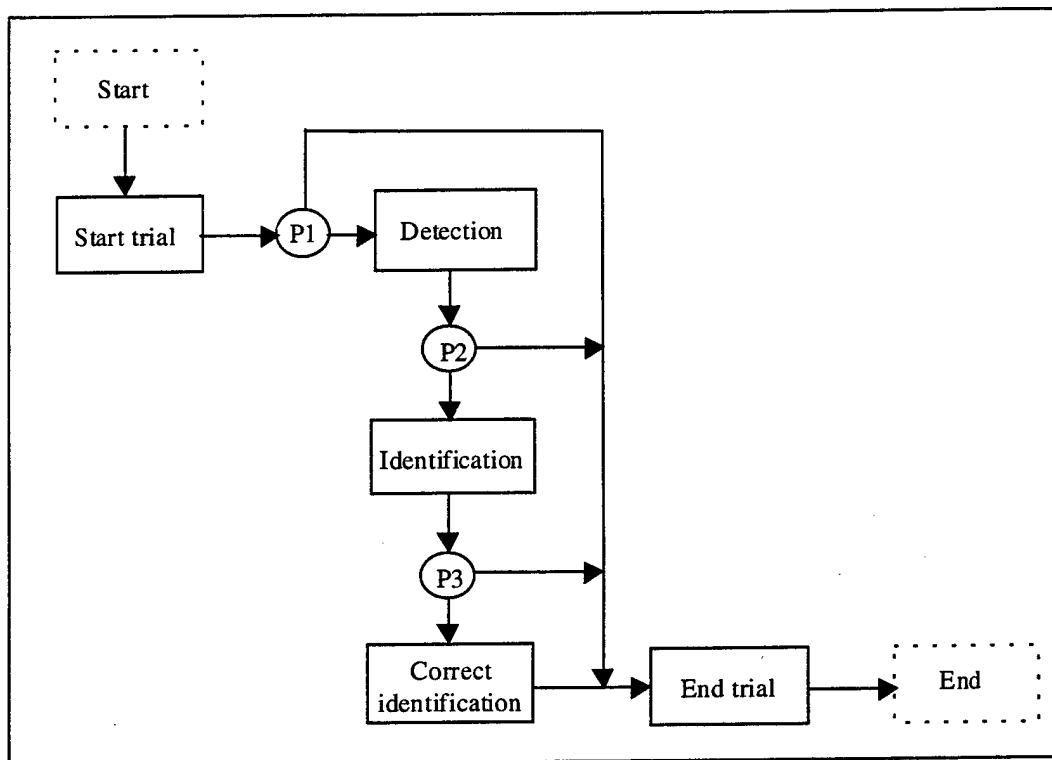 Start
Start trial
P1
Detection
P2
Identification
P3
Correct
identification
End trial
End